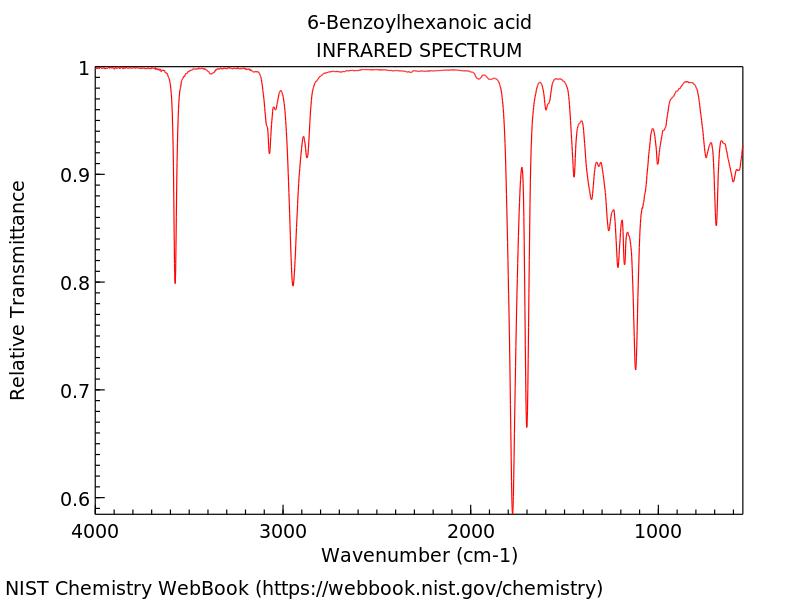 6-Benzoylhexanoic acid
INFRARED SPECTRUM
1
0.9
0.8
0.7
0.6
Relative Transmittance
4000 3000 2000 1000
Wavenumber (cm-1)
NIST Chemistry WebBook (https://webbook.nist.gov/chemistry)